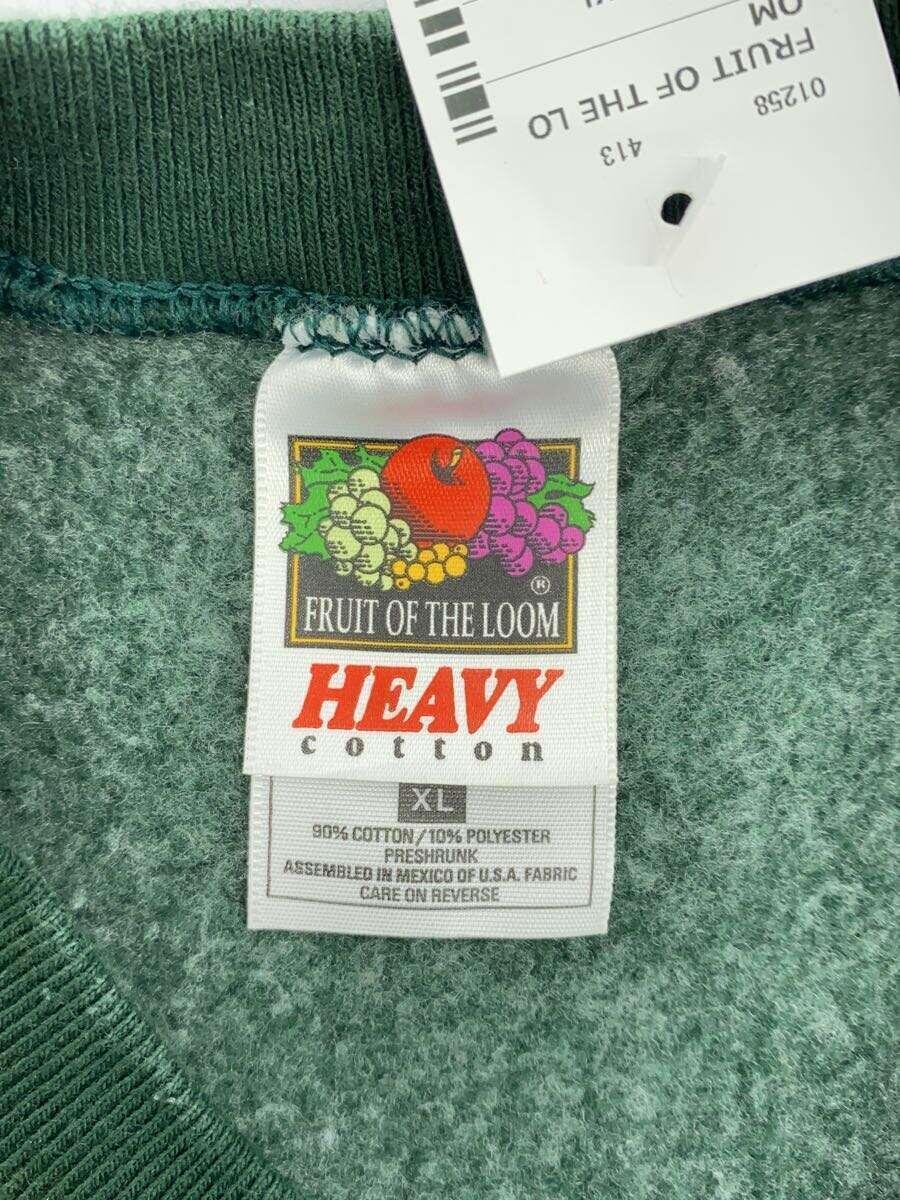 01258 413
FRUIT OF THE LO
OM
FRUIT OF THE LOOM ®
HEAVY
cotton
XL
90% COTTON/10% POLYESTER
PRESHRUNK
ASSEMBLED IN MEXICO OF U.S.A. FABRIC
CARE ON REVERSE